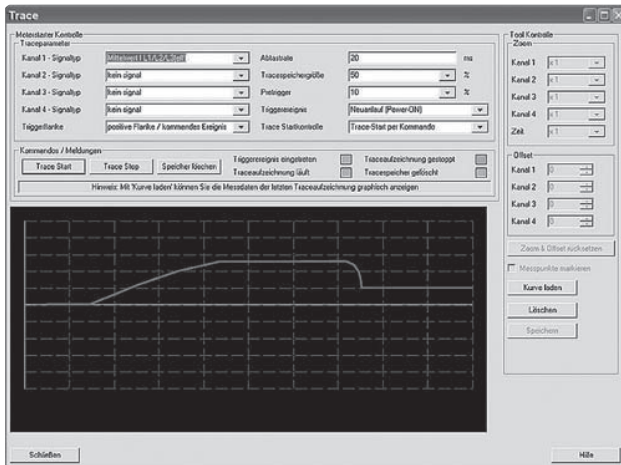 Trace
Motorstarter Kontrolle
Traceparameter
Kanal 1 - Signaltyp
Kanal 2 - Signaltyp kein signal
Kanal 3 - Signaltyp kein signal
Kanal 4 - Signaltyp kein signal
Triggerflanke positive Flanke / kommendes Ereignis
Abtastrate 20 ms
Tracespeichergröße 50 %
Pretrigger 10 %
Triggerereignis Neuanlauf (Power-ON)
Trace Startkontrolle Trace-Start per Kommando
Kommandos / Meldungen
Trace Start Trace Stop Speicher löschen
Triggerereignis eingetreten Traceaufzeichnung gestoppt
Traceaufzeichnung läuft Tracespeicher gelöscht
Hinweis: Mit 'Kurve laden' können Sie die Messdaten der letzten Traceaufzeichnung graphisch anzeigen
Tool Kontrolle
Zoom
Kanal 1 x 1
Kanal 2 x 1
Kanal 3 x 1
Kanal 4 x 1
Zeit x 1
Offset
Kanal 1 0
Kanal 2 0
Kanal 3 0
Kanal 4 0
Zoom & Offset rücksetzen
Messpunkte markieren
Kurve laden
Löschen
Speichern
Schließen
Hilfe